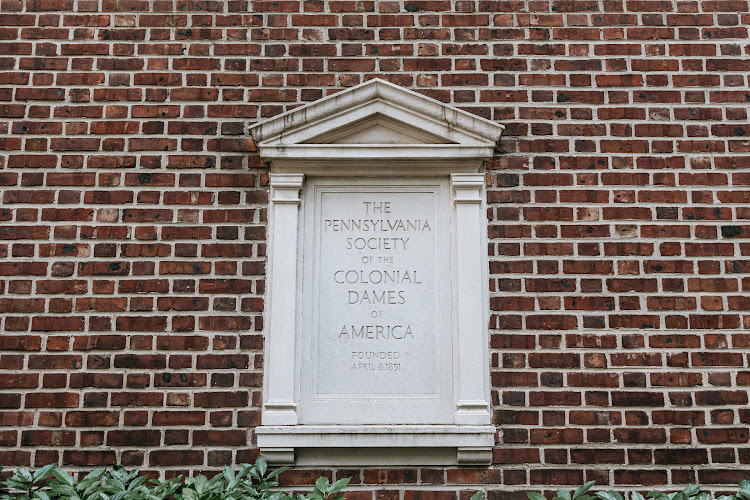 THE
PENNSYLVANIA
SOCIETY
OF THE
COLONIAL
DAMES
OF
AMERICA
FOUNDED
APRIL 8.1891